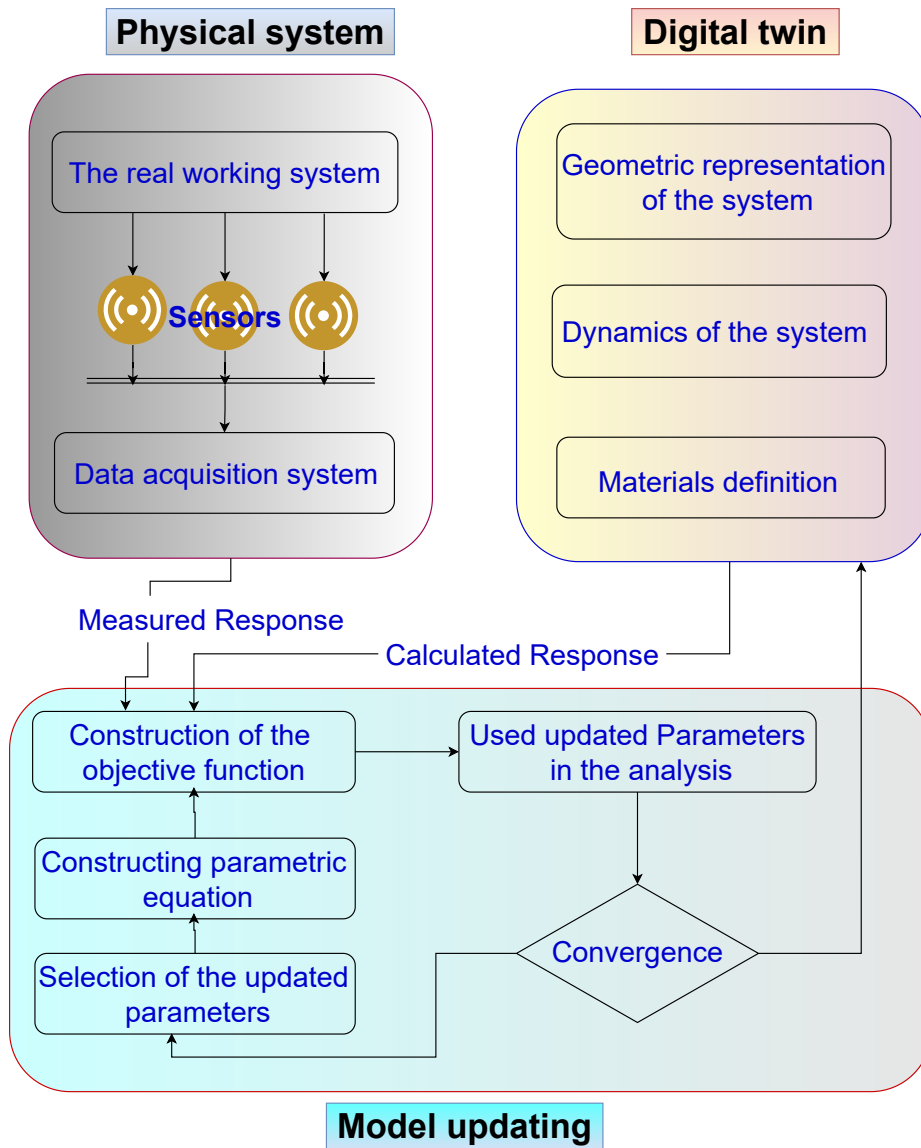 Physical system
Digital twin
The real working system
Sensors
Data acquisition system
Geometric representation
of the system
Dynamics of the system
Materials definition
Measured Response
Calculated Response
Construction of the
objective function
Used updated Parameters
in the analysis
Constructing parametric
equation
Selection of the updated
parameters
Convergence
Model updating